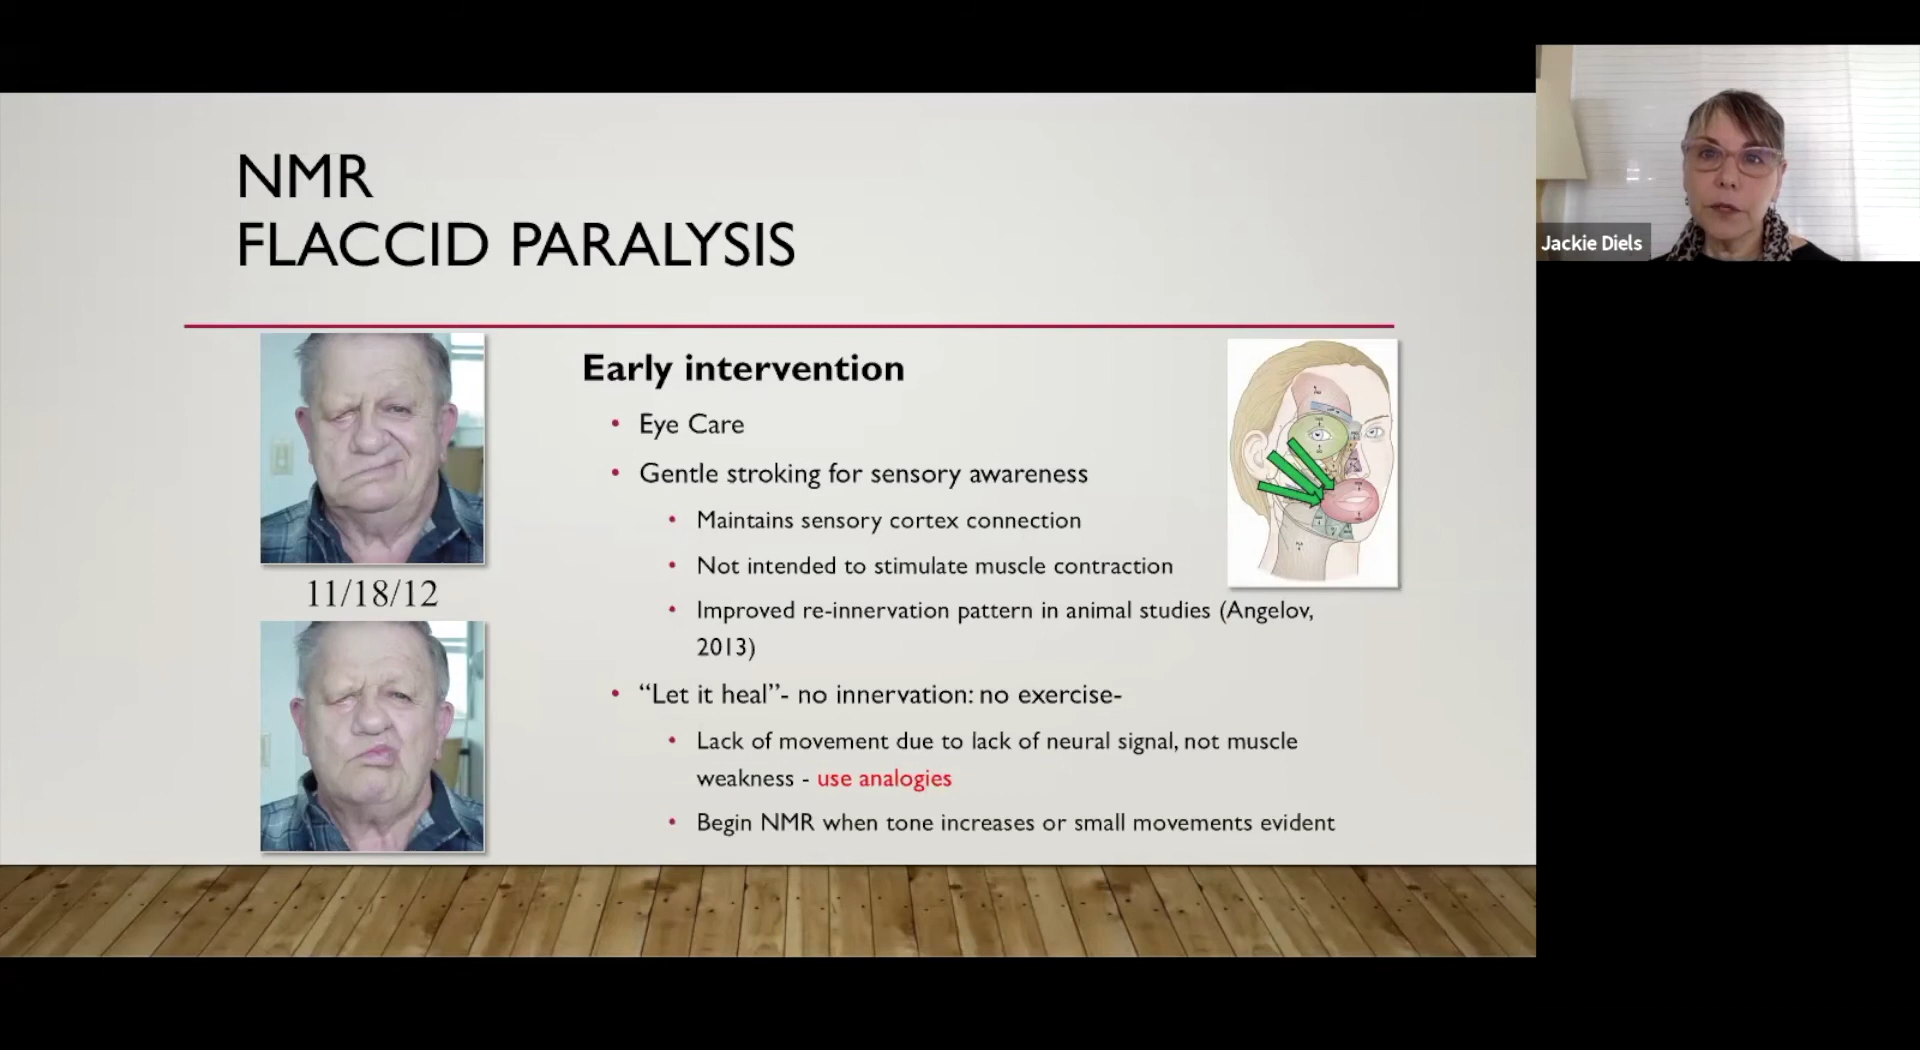 NMR
FLACCID PARALYSIS
Jackie Diels
11/18/12
Early intervention
• Eye Care
• Gentle stroking for sensory awareness
• Maintains sensory cortex connection
• Not intended to stimulate muscle contraction
• Improved re-innervation pattern in animal studies (Angelov,
2013)
• “Let it heal”- no innervation: no exercise-
• Lack of movement due to lack of neural signal, not muscle
weakness - use analogies
• Begin NMR when tone increases or small movements evident